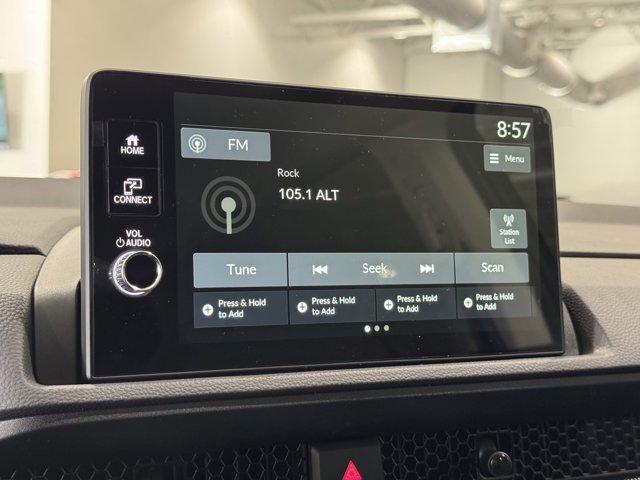 8:57
HOME
FM
Menu
Rock
105.1 ALT
CONNECT
Station
List
VOL
AUDIO
Tune
Seek
Scan
Press & Hold
to Add
Press & Hold
to Add
Press & Hold
to Add
Press & Hold
to Add